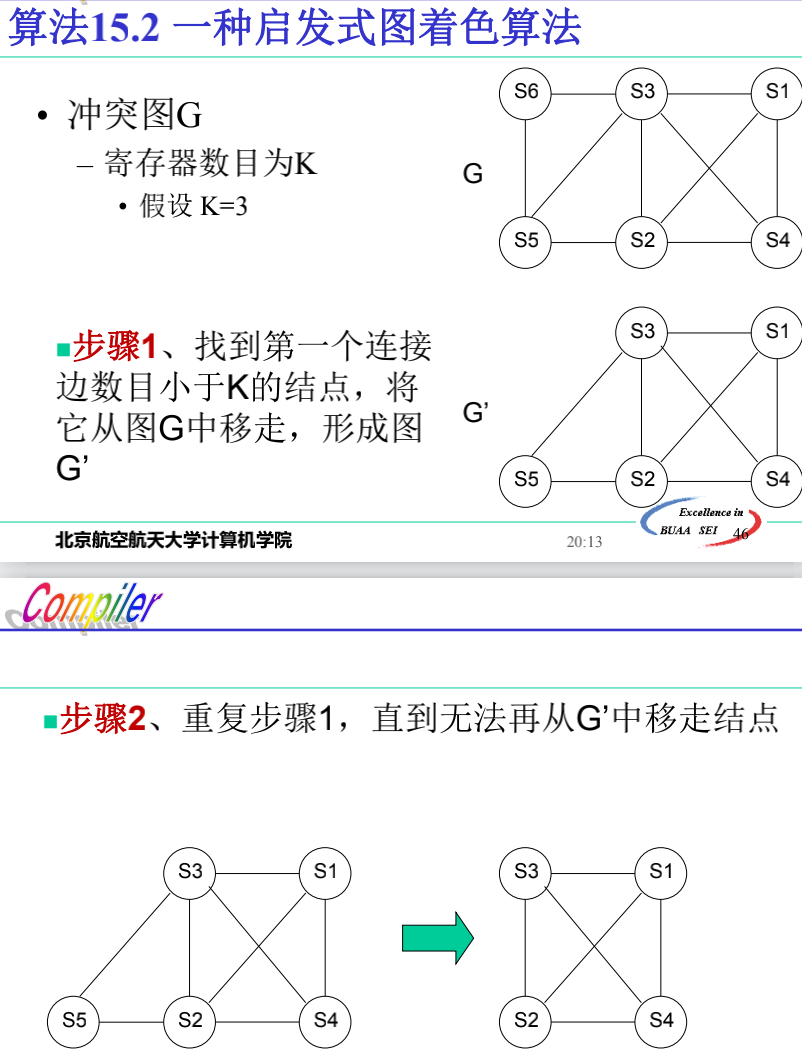 算法15.2 一种启发式图着色算法
• 冲突图G
– 寄存器数目为K
• 假设 K=3
S6 S3 S1
G
S5 S2 S4
步骤1、找到第一个连接
边数目小于K的结点，将
它从图G中移走，形成图
G’
S3 S1
G’
S5 S2 S4
北京航空航天大学计算机学院
20:13
Excellence in
BUAA SEI
46
Compiler
步骤2、重复步骤1，直到无法再从G’中移走结点
S3 S1 S3 S1
S5 S2 S4 S2 S4